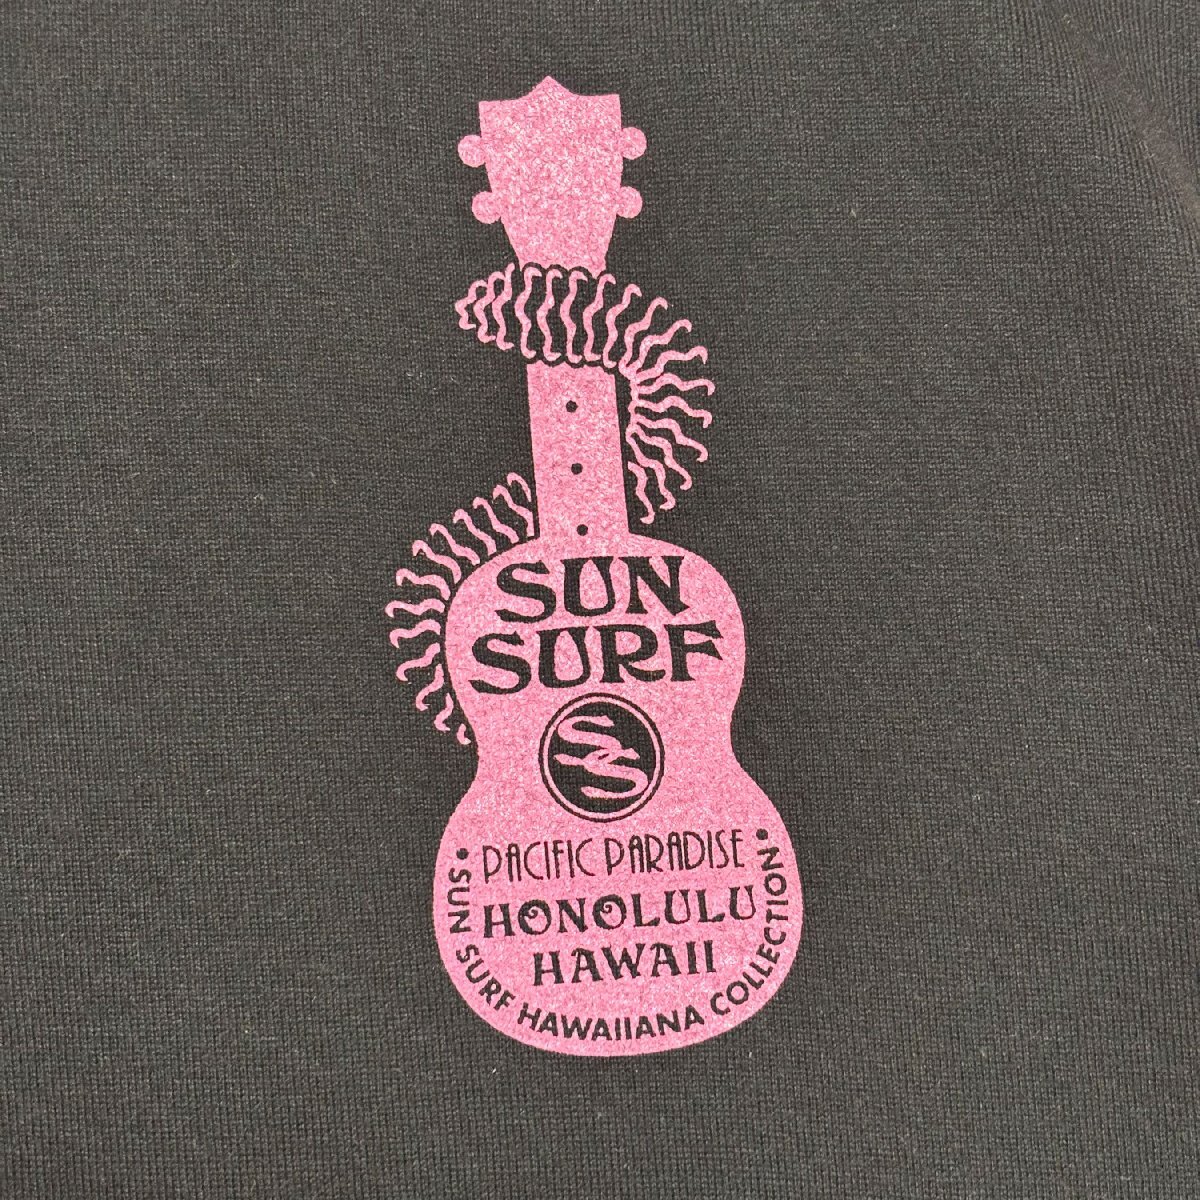 SUN
SURF
SS
PACIFIC PARADISE
HONOLULU
HAWAII
•SUN SURF HAWAIIANA COLLECTION•